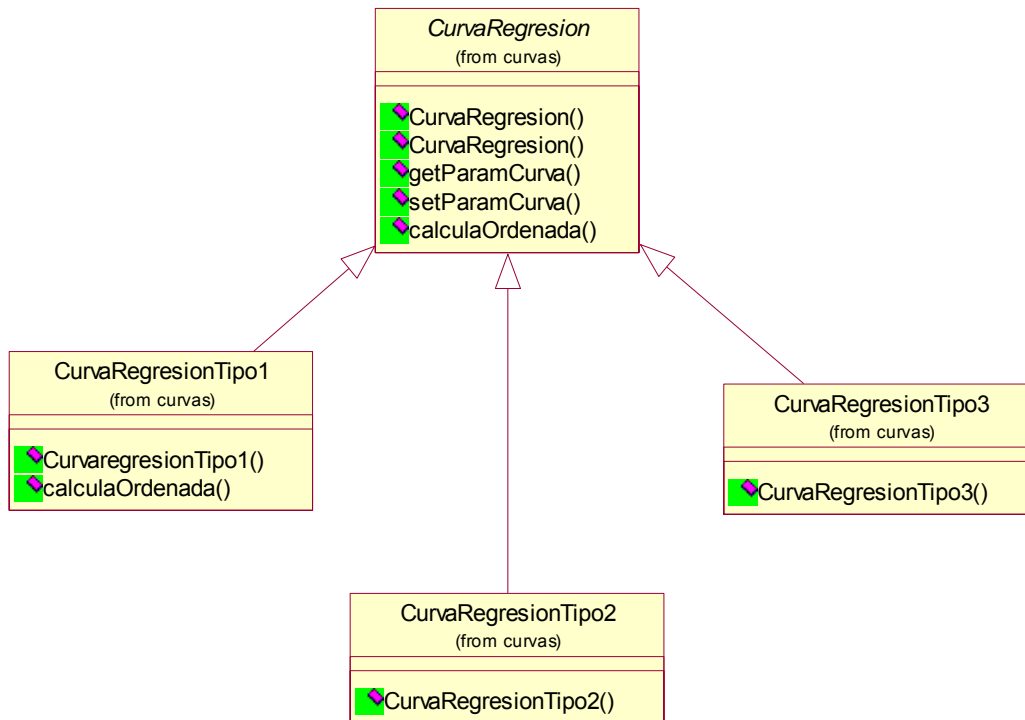 CurvaRegresion
(from curvas)
CurvaRegresion()
CurvaRegresion()
getParamCurva()
setParamCurva()
calculaOrdenada()
CurvaRegresionTipo1
(from curvas)
CurvaregresionTipo1()
calculaOrdenada()
CurvaRegresionTipo3
(from curvas)
CurvaRegresionTipo3()
CurvaRegresionTipo2
(from curvas)
CurvaRegresionTipo2()